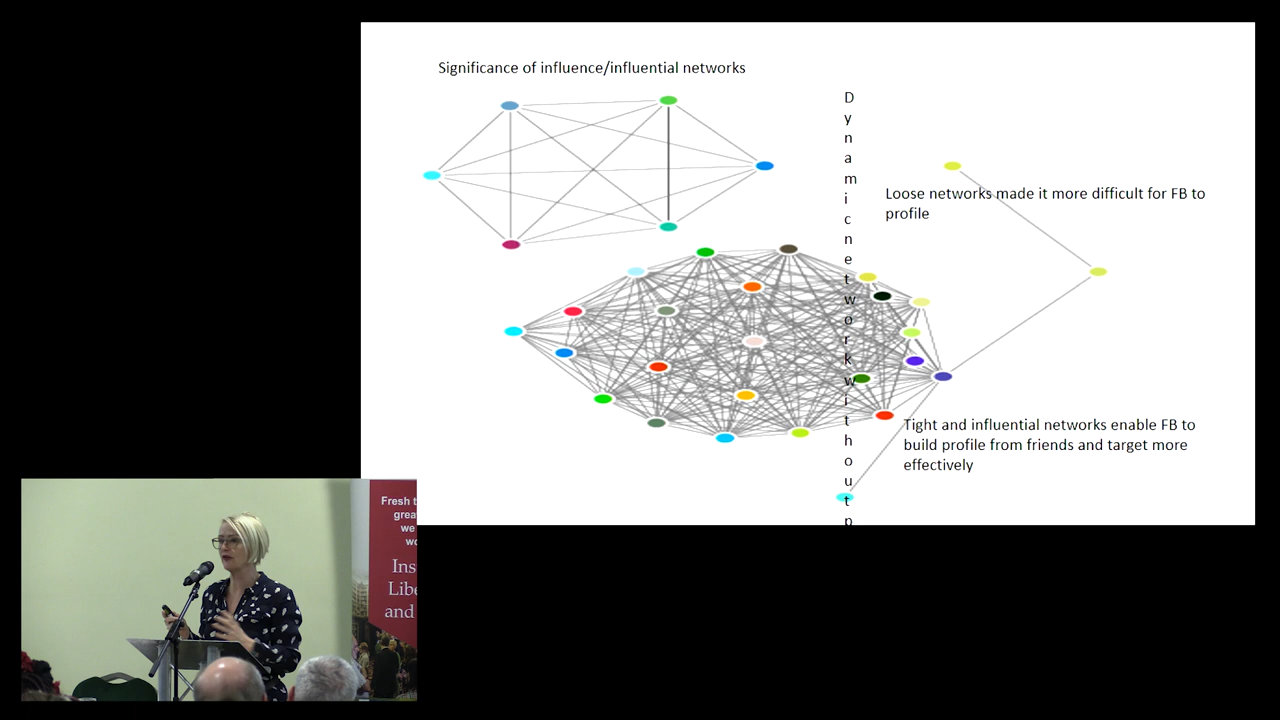 Significance of influence/influential networks
D
y
n
a
m
i
c
n
e
t
w
o
r
k
w
i
t
h
o
u
t
p
Loose networks made it more difficult for FB to
profile
Tight and influential networks enable FB to
build profile from friends and target more
effectively
Fresh t
grea
we
wo
Ins
Libe
and